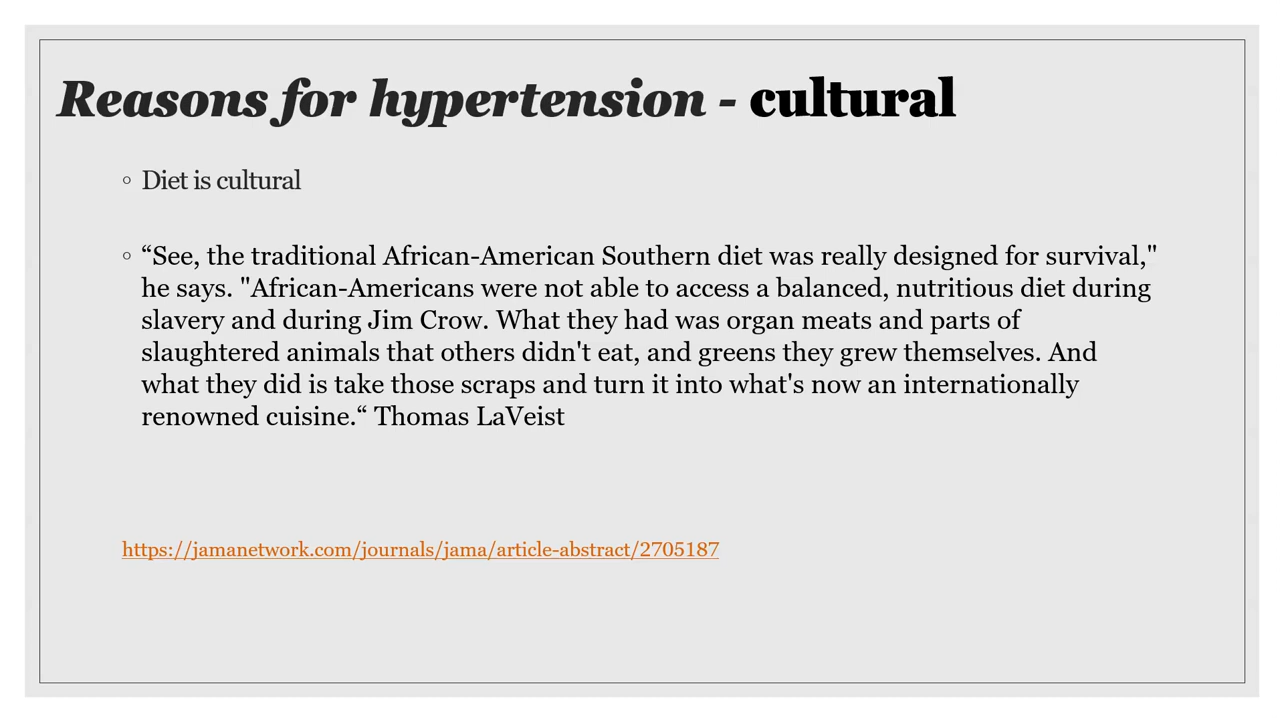 Reasons for hypertension - cultural
◦ Diet is cultural
◦ “See, the traditional African-American Southern diet was really designed for survival,"
he says. "African-Americans were not able to access a balanced, nutritious diet during
slavery and during Jim Crow. What they had was organ meats and parts of
slaughtered animals that others didn't eat, and greens they grew themselves. And
what they did is take those scraps and turn it into what's now an internationally
renowned cuisine.“ Thomas LaVeist
https://jamanetwork.com/journals/jama/article-abstract/2705187